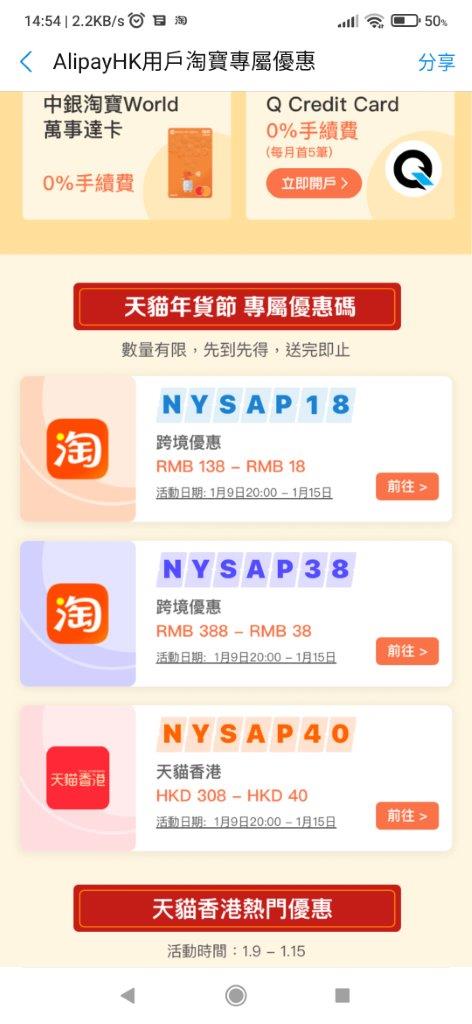 14:54 | 2.2KB/s 淘 50%
AlipayHK用戶淘寶專屬優惠 分享
中銀淘寶World
萬事達卡
0%手續費
Q Credit Card
0%手續費
(每月首5筆)
立即開戶 >
天貓年貨節 專屬優惠碼
數量有限，先到先得，送完即止
淘
NYSAP18
跨境優惠
RMB 138 – RMB 18
活動日期: 1月9日20:00 – 1月15日
前往 >
淘
NYSAP38
跨境優惠
RMB 388 – RMB 38
活動日期: 1月9日20:00 – 1月15日
前往 >
天貓香港
NYSAP40
天貓香港
HKD 308 – HKD 40
活動日期: 1月9日20:00 – 1月15日
前往 >
天貓香港熱門優惠
活動時間：1.9 – 1.15